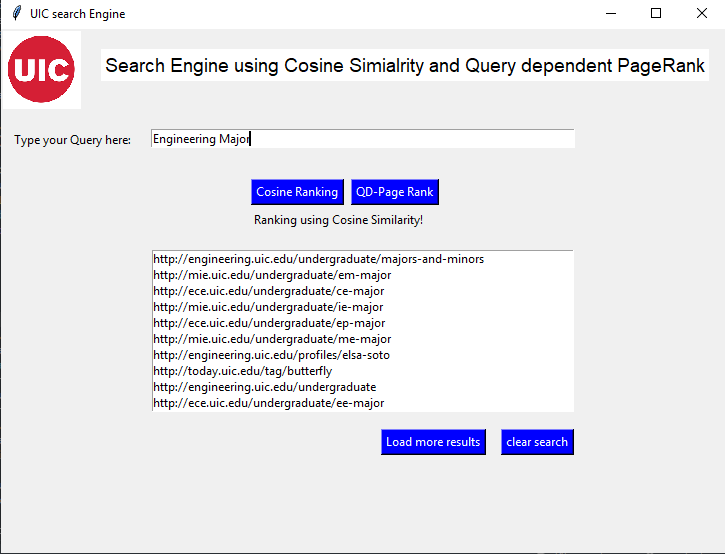 UIC search Engine
UIC
Search Engine using Cosine Simialrity and Query dependent PageRank
Type your Query here:
Engineering Major
Cosine Ranking
QD-Page Rank
Ranking using Cosine Similarity!
http://engineering.uic.edu/undergraduate/majors-and-minors
http://mie.uic.edu/undergraduate/em-major
http://ece.uic.edu/undergraduate/ce-major
http://mie.uic.edu/undergraduate/ie-major
http://ece.uic.edu/undergraduate/ep-major
http://mie.uic.edu/undergraduate/me-major
http://engineering.uic.edu/profiles/elsa-soto
http://today.uic.edu/tag/butterfly
http://engineering.uic.edu/undergraduate
http://ece.uic.edu/undergraduate/ee-major
Load more results
clear search